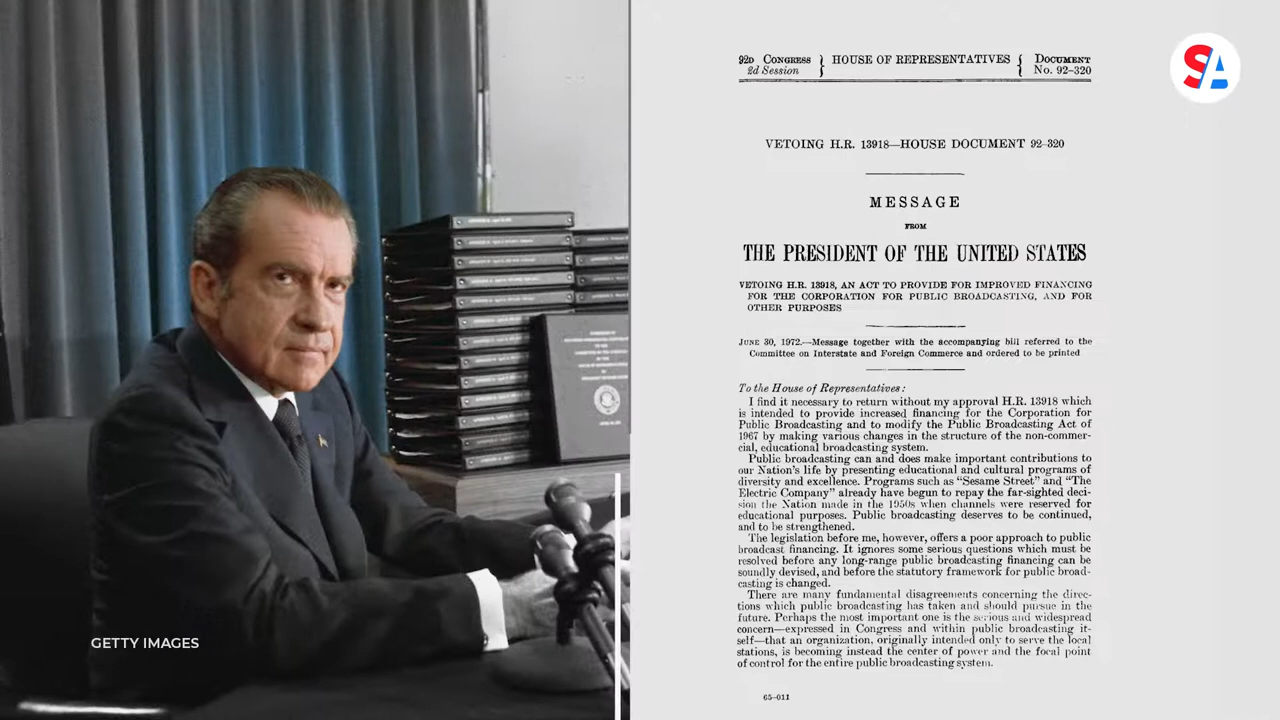 SA
92D CONGRESS } HOUSE OF REPRESENTATIVES { DOCUMENT
2d Session No. 92–320
VETOING H.R. 13918—HOUSE DOCUMENT 92–320
MESSAGE
FROM
THE PRESIDENT OF THE UNITED STATES
VETOING H.R. 13918, AN ACT TO PROVIDE FOR IMPROVED FINANCING
FOR THE CORPORATION FOR PUBLIC BROADCASTING, AND FOR
OTHER PURPOSES
JUNE 30, 1972.—Message together with the accompanying bill referred to the
Committee on Interstate and Foreign Commerce and ordered to be printed
To the House of Representatives:
I find it necessary to return without my approval H.R. 13918 which
is intended to provide increased financing for the Corporation for
Public Broadcasting and to modify the Public Broadcasting Act of
1967 by making various changes in the structure of the non-commer-
cial, educational broadcasting system.
Public broadcasting can and does make important contributions to
our Nation's life by presenting educational and cultural programs of
diversity and excellence. Programs such as “Sesame Street” and “The
Electric Company” already have begun to repay the far-sighted deci-
sion the Nation made in the 1950s when channels were reserved for
educational purposes. Public broadcasting deserves to be continued,
and to be strengthened.
The legislation before me, however, offers a poor approach to public
broadcast financing. It ignores some serious questions which must be
resolved before any long-range public broadcasting financing can be
soundly devised, and before the statutory framework for public broad-
casting is changed.
There are many fundamental disagreements concerning the direc-
tions which public broadcasting has taken and should pursue in the
future. Perhaps the most important one is the serious and widespread
concern—expressed in Congress and within public broadcasting it-
self—that an organization, originally intended only to serve the local
stations, is becoming instead the center of power and the focal point
of control for the entire public broadcasting system.
65–011
GETTY IMAGES